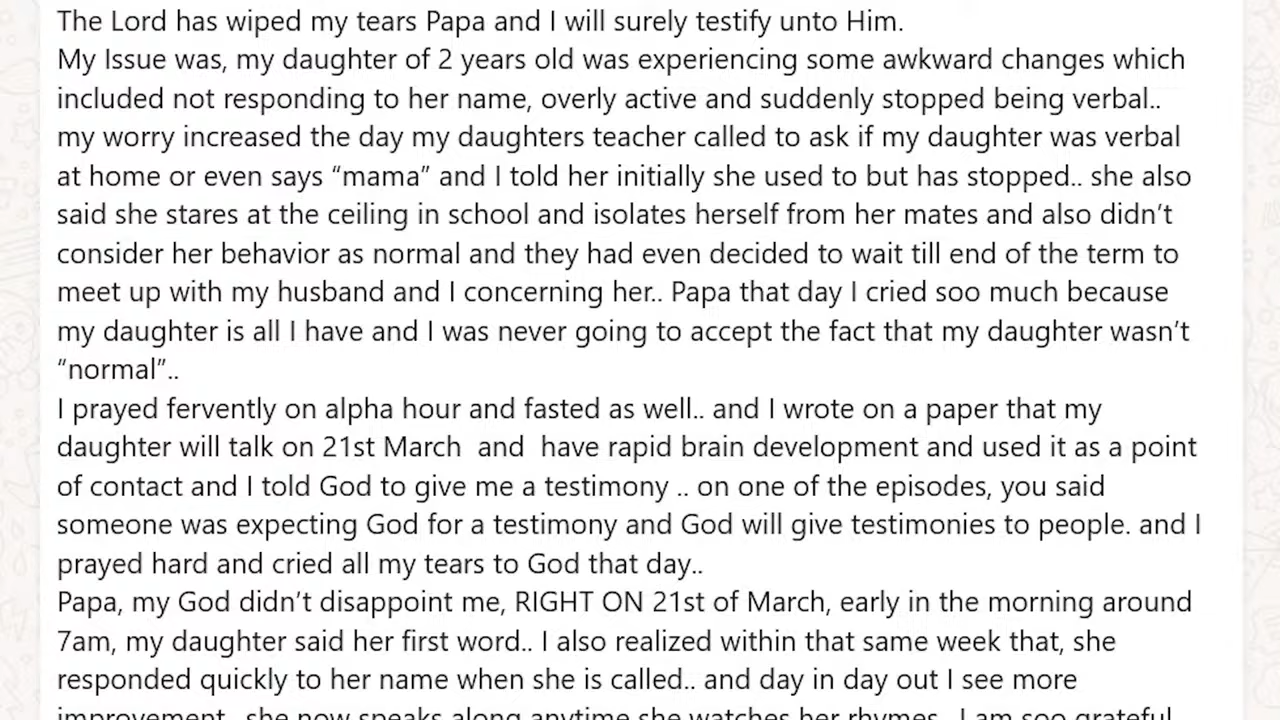 The Lord has wiped my tears Papa and I will surely testify unto Him.
My Issue was, my daughter of 2 years old was experiencing some awkward changes which
included not responding to her name, overly active and suddenly stopped being verbal..
my worry increased the day my daughters teacher called to ask if my daughter was verbal
at home or even says “mama” and I told her initially she used to but has stopped.. she also
said she stares at the ceiling in school and isolates herself from her mates and also didn’t
consider her behavior as normal and they had even decided to wait till end of the term to
meet up with my husband and I concerning her.. Papa that day I cried soo much because
my daughter is all I have and I was never going to accept the fact that my daughter wasn’t
“normal”..
I prayed fervently on alpha hour and fasted as well.. and I wrote on a paper that my
daughter will talk on 21st March  and  have rapid brain development and used it as a point
of contact and I told God to give me a testimony .. on one of the episodes, you said
someone was expecting God for a testimony and God will give testimonies to people. and I
prayed hard and cried all my tears to God that day..
Papa, my God didn’t disappoint me, RIGHT ON 21st of March, early in the morning around
7am, my daughter said her first word.. I also realized within that same week that, she
responded quickly to her name when she is called.. and day in day out I see more
improvement.. she now speaks along anytime she watches her rhymes.. I am soo grateful